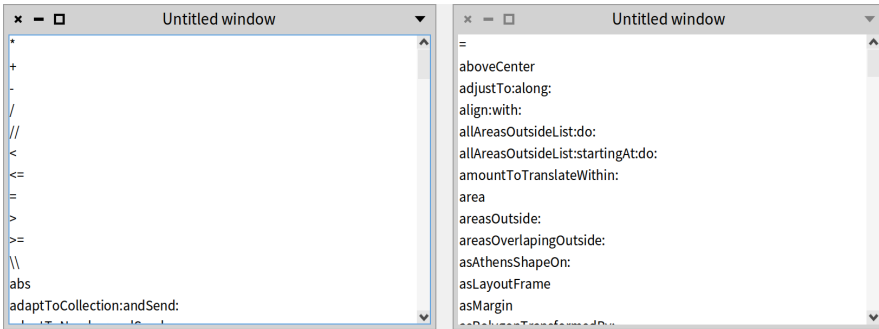 Untitled window
*
+
-
/
//
<
<=
=
>
>=
\\
abs
adaptToCollection:andSend:
Untitled window
=
aboveCenter
adjustTo:along:
align:with:
allAreasOutsideList:do:
allAreasOutsideList:startingAt:do:
amountToTranslateWithin:
area
areasOutside:
areasOverlapingOutside:
asAthensShapeOn:
asLayoutFrame
asMargin